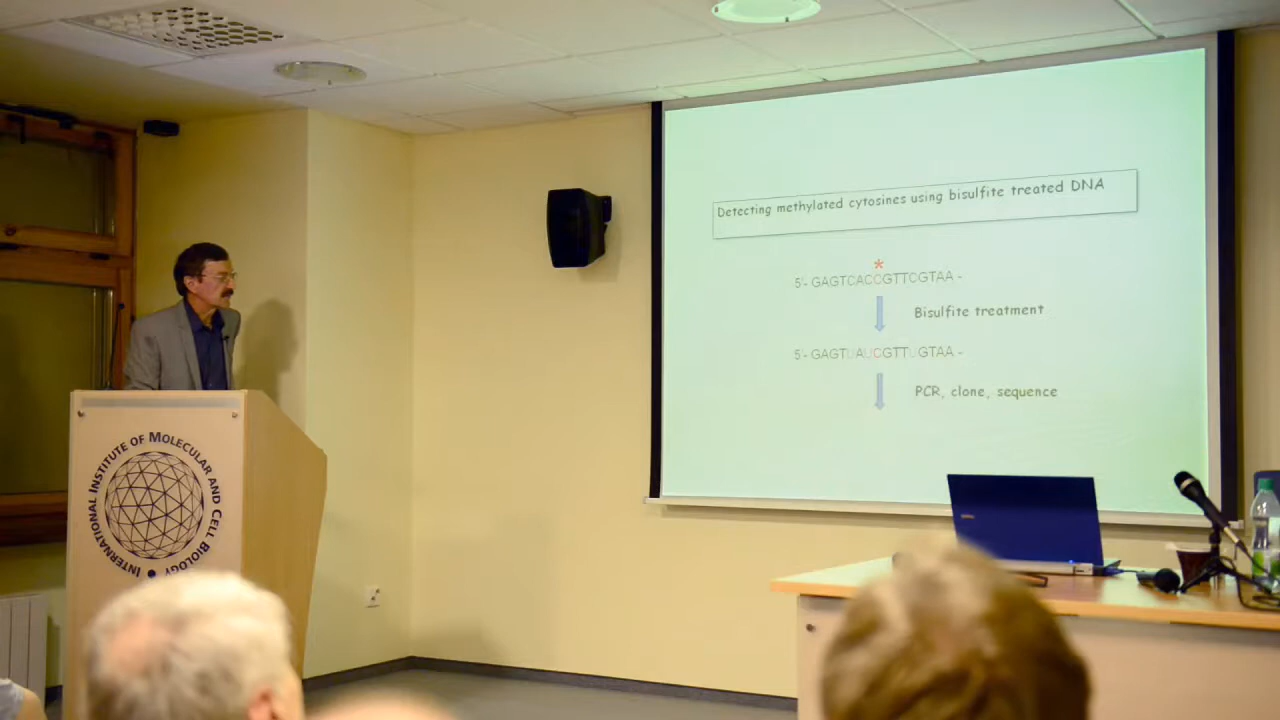 Detecting methylated cytosines using bisulfite treated DNA
*
5'- GAGTCACCGTTCGTAA -
Bisulfite treatment
5'- GAGTUAUCGTTUGTAA -
PCR, clone, sequence
INTERNATIONAL INSTITUTE OF MOLECULAR AND CELL BIOLOGY